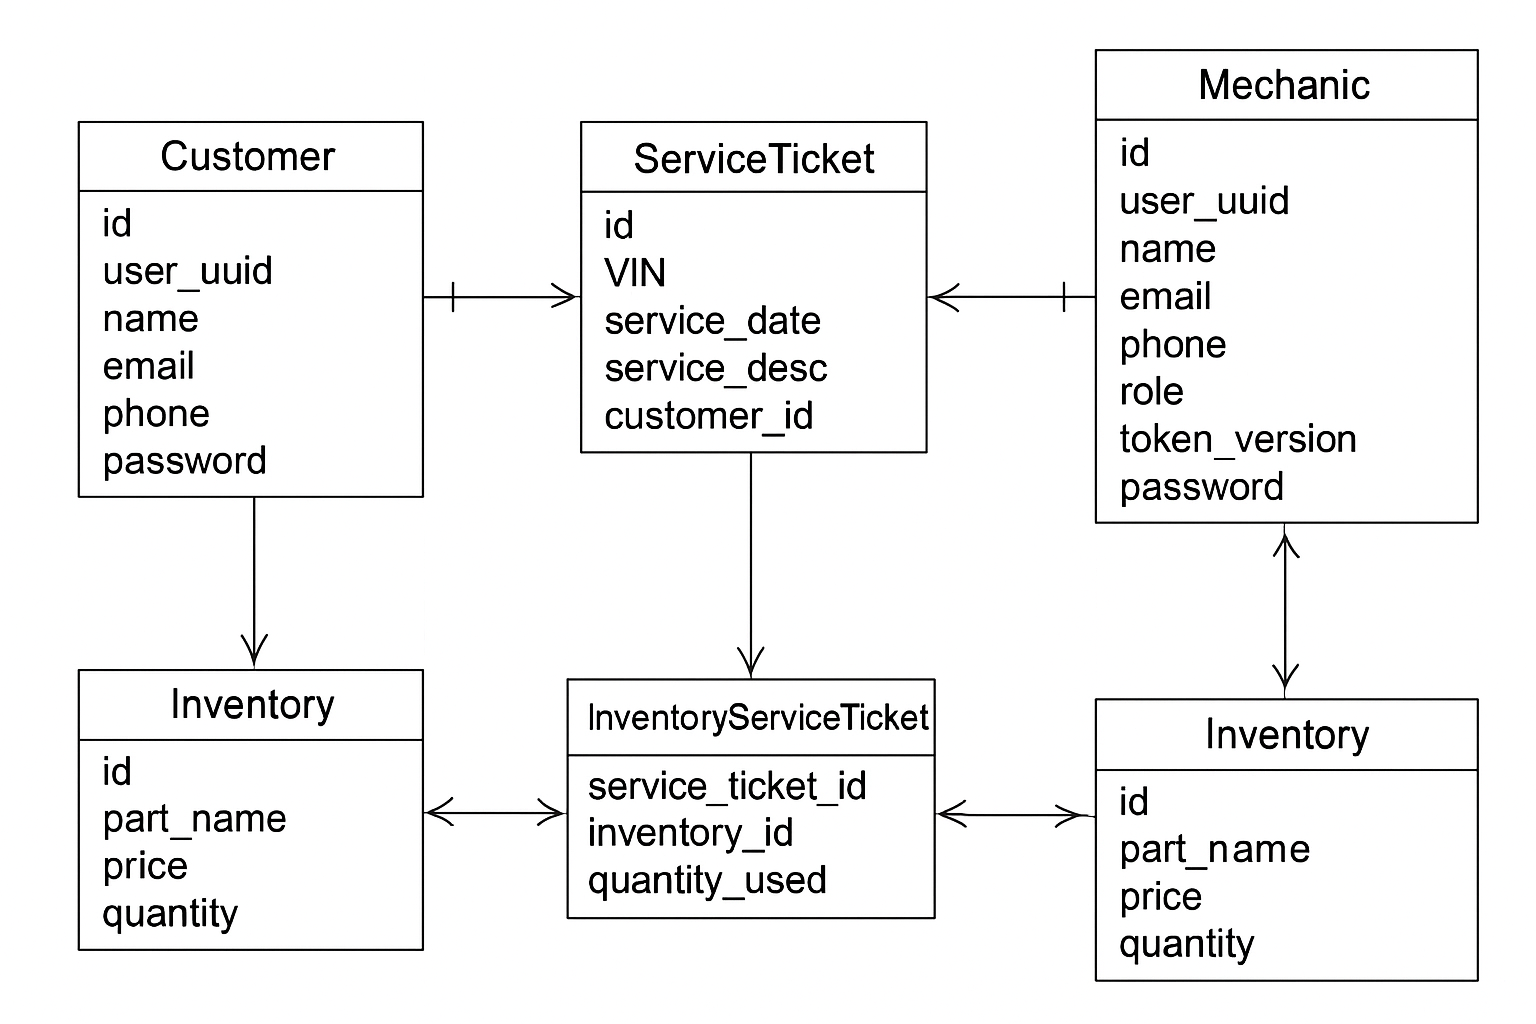 Customer
id
user_uuid
name
email
phone
password
ServiceTicket
id
VIN
service_date
service_desc
customer_id
Mechanic
id
user_uuid
name
email
phone
role
token_version
password
Inventory
id
part_name
price
quantity
InventoryServiceTicket
service_ticket_id
inventory_id
quantity_used
Inventory
id
part_name
price
quantity